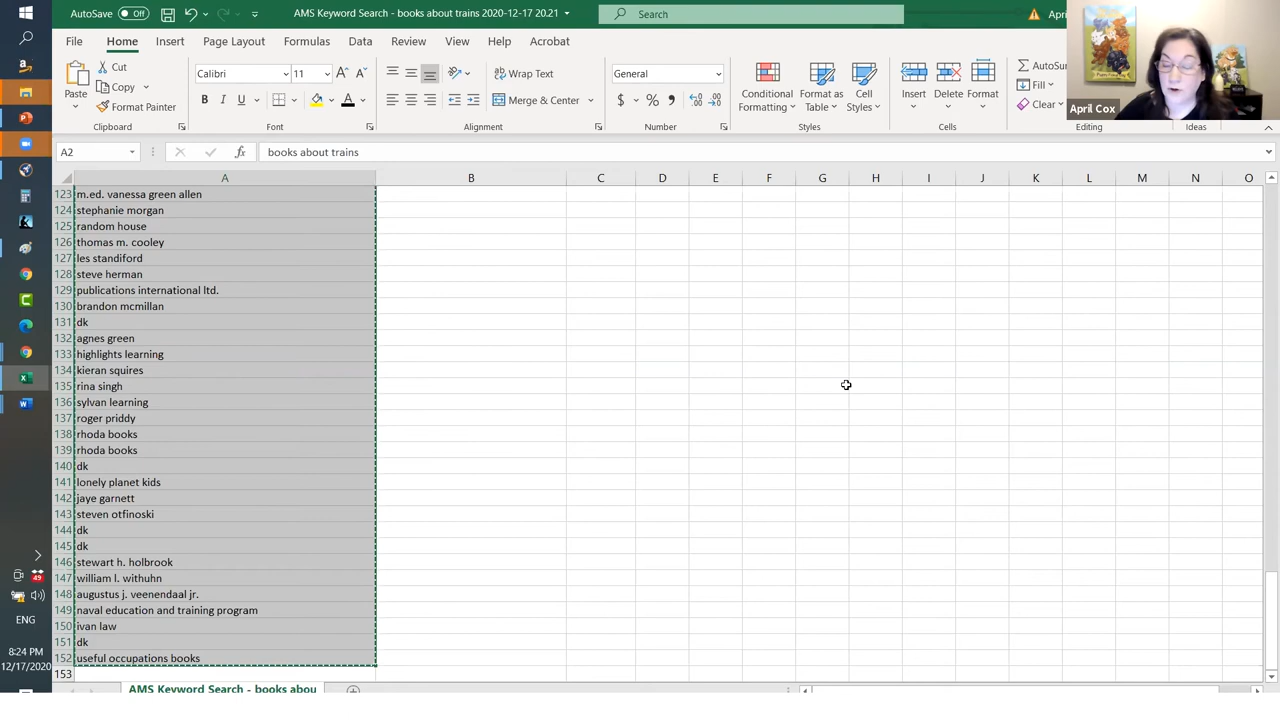 AutoSave Off AMS Keyword Search - books about trains 2020-12-17 20.21 Search April
File Home Insert Page Layout Formulas Data Review View Help Acrobat
Paste
Cut
Copy
Format Painter
Clipboard
Calibri 11
B I U
Font
Wrap Text
Merge & Center
Alignment
General
$ % ,
Number
Conditional Formatting
Format as Table
Cell Styles
Styles
Insert Delete Format
Cells
AutoSum
Fill
Clear
Editing
Ideas
April Cox
A2 fx books about trains
A B C D E F G H I J K L M N O
123 m.ed. vanessa green allen
124 stephanie morgan
125 random house
126 thomas m. cooley
127 les standiford
128 steve herman
129 publications international ltd.
130 brandon mcmillan
131 dk
132 agnes green
133 highlights learning
134 kieran squires
135 rina singh
136 sylvan learning
137 roger priddy
138 rhoda books
139 rhoda books
140 dk
141 lonely planet kids
142 jaye garnett
143 steven otfinoski
144 dk
145 dk
146 stewart h. holbrook
147 william l. withuhn
148 augustus j. veenendaal jr.
149 naval education and training program
150 ivan law
151 dk
152 useful occupations books
153
AMS Keyword Search - books abou
49
ENG
8:24 PM
12/17/2020